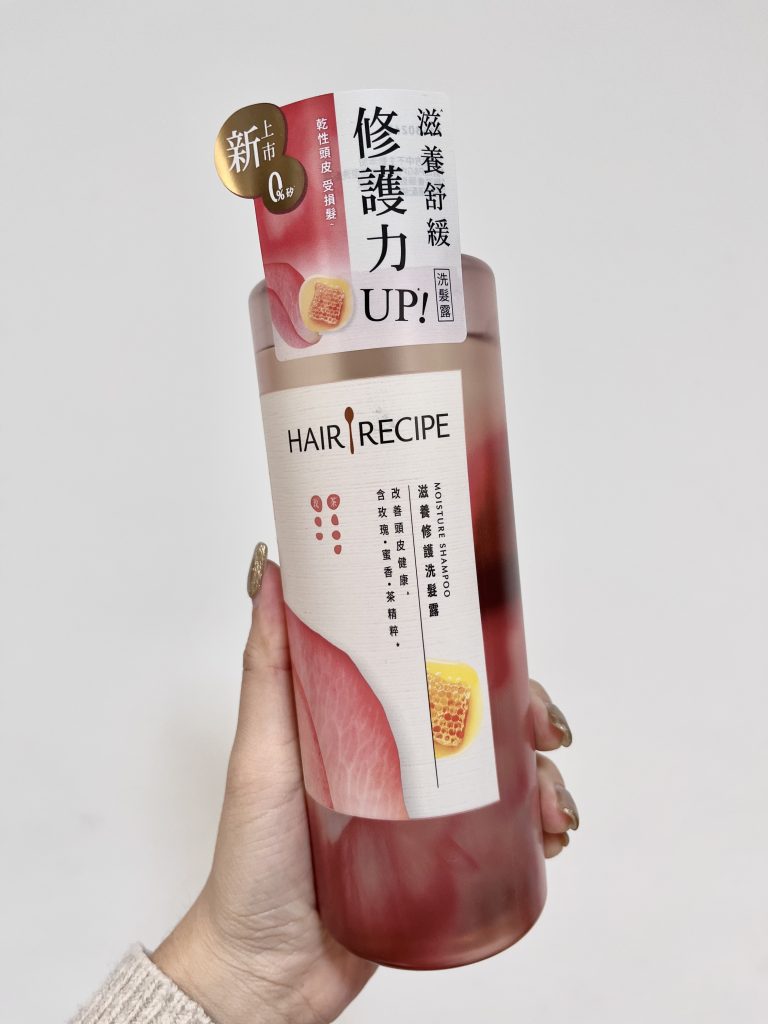 新上市
0%矽
滋養舒緩
修護力
UP!
洗髮露
乾性頭皮 受損髮
HAIR RECIPE
MOISTURE SHAMPOO
滋養修護洗髮露
改善頭皮健康
含玫瑰・蜜香・茶精粹
茶
玫